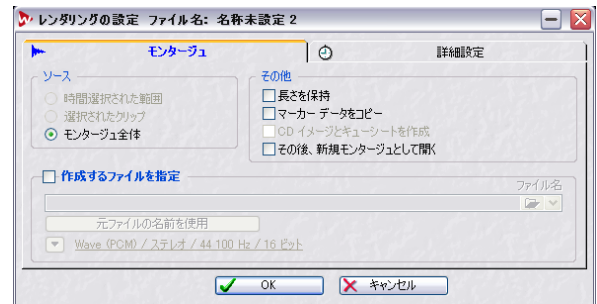 レンダリングの設定 ファイル名: 名称未設定 2
モンタージュ
詳細設定
ソース
時間選択された範囲
選択されたクリップ
モンタージュ全体
その他
長さを保持
マーカー データをコピー
CD イメージとキューシートを作成
その後、新規モンタージュとして開く
作成するファイルを指定
ファイル名
元ファイルの名前を使用
Wave (PCM) / ステレオ / 44 100 Hz / 16 ビット
OK
キャンセル